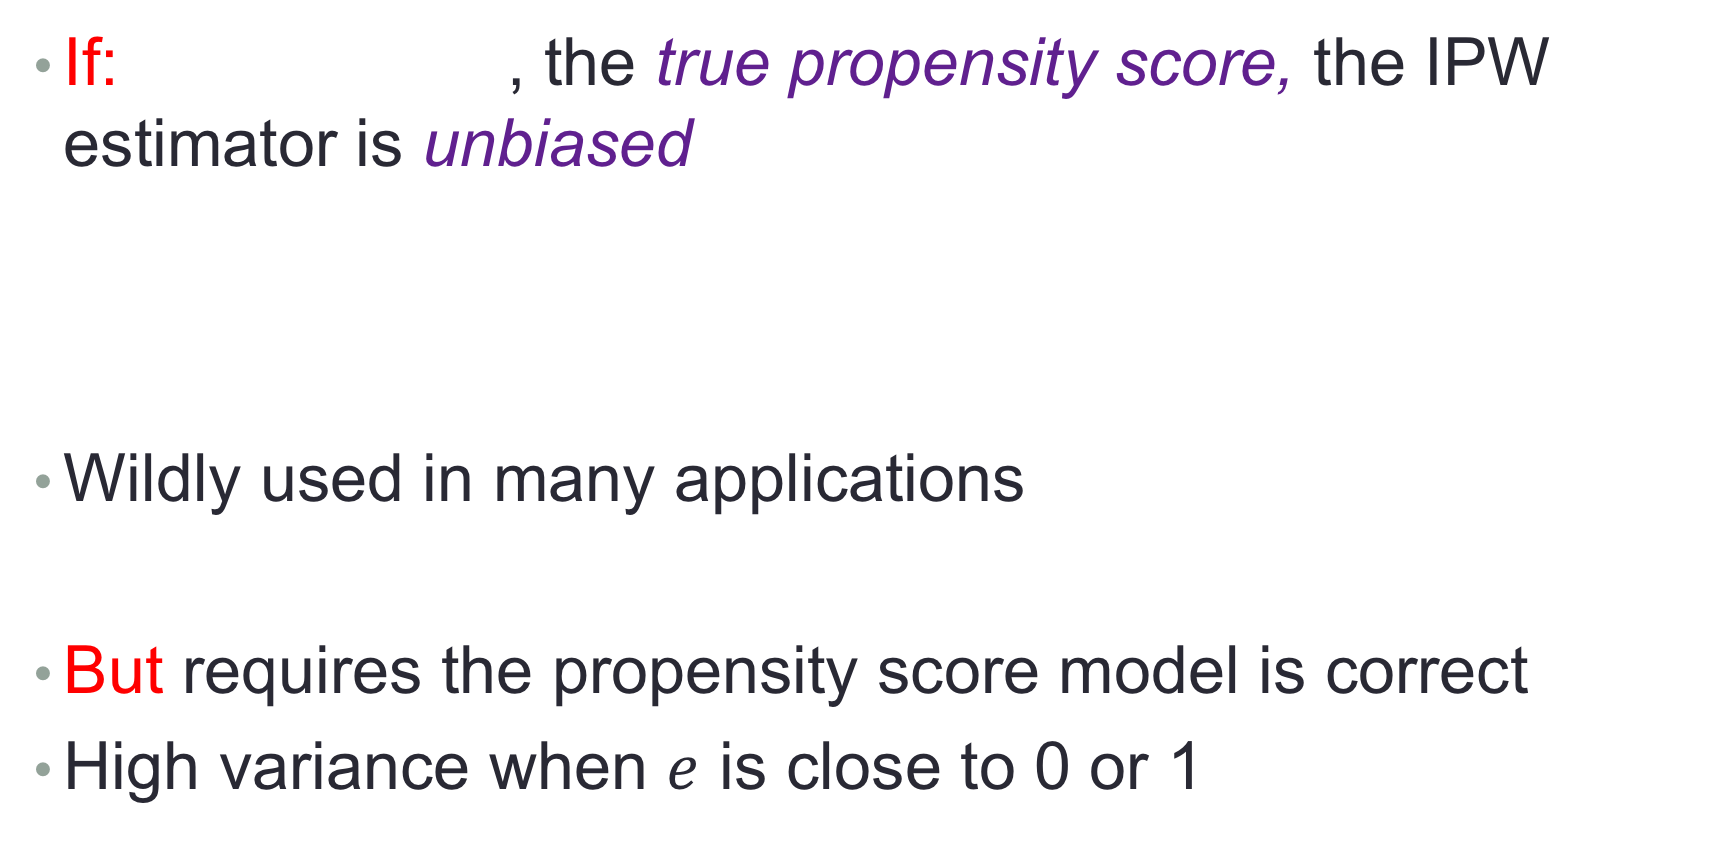 • If: , the true propensity score, the IPW
estimator is unbiased
• Wildly used in many applications
• But requires the propensity score model is correct
• High variance when 𝑒 is close to 0 or 1